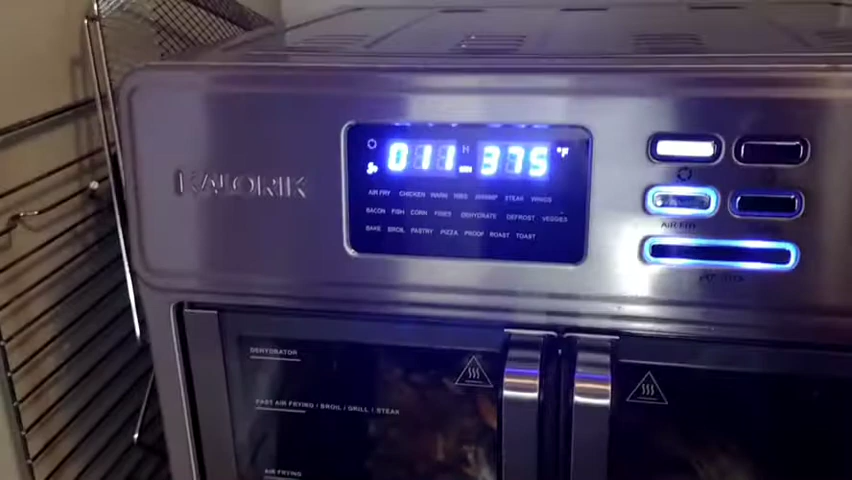 KALORIK
H
011 MIN 375 °F
AIR FRY CHICKEN WARM RIBS SHRIMP STEAK WINGS
BACON FISH CORN FRIES DEHYDRATE DEFROST VEGGIES
BAKE BROIL PASTRY PIZZA PROOF ROAST TOAST
AIR FRY
DEHYDRATOR
FAST AIR FRYING / BROIL / GRILL / STEAK
AIR FRYING